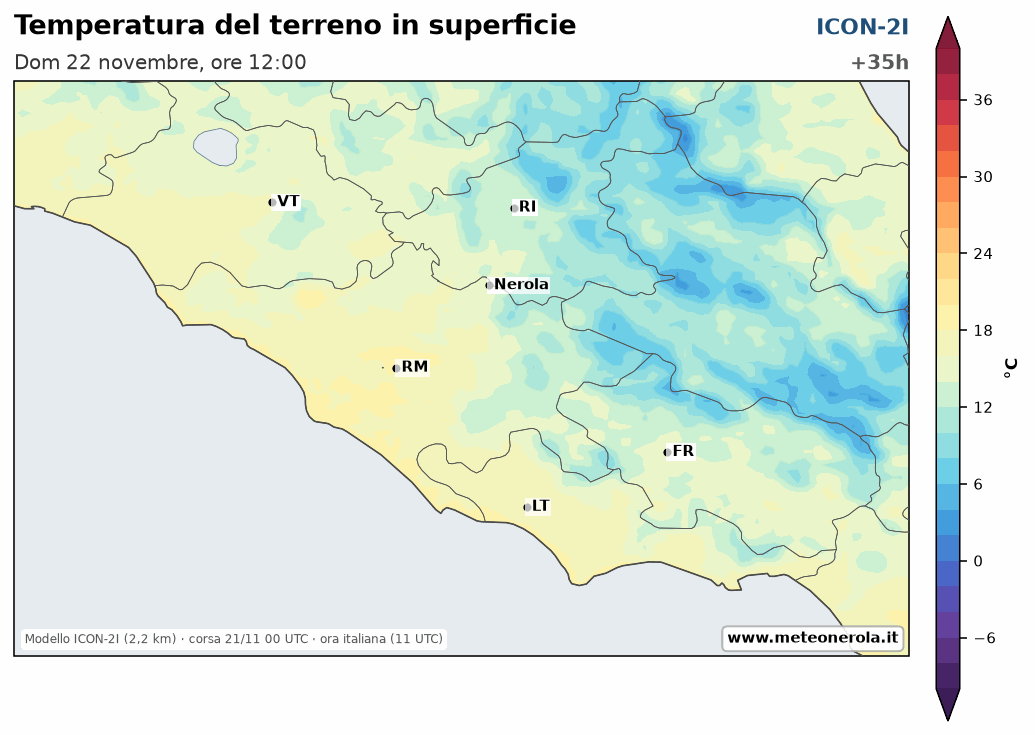 Temperatura del terreno in superficie
ICON-2I
Dom 22 novembre, ore 12:00
+35h
36
30
24
18
12
6
0
−6
°C
VT
RI
Nerola
RM
FR
LT
Modello ICON-2I (2,2 km) · corsa 21/11 00 UTC · ora italiana (11 UTC)
www.meteonerola.it